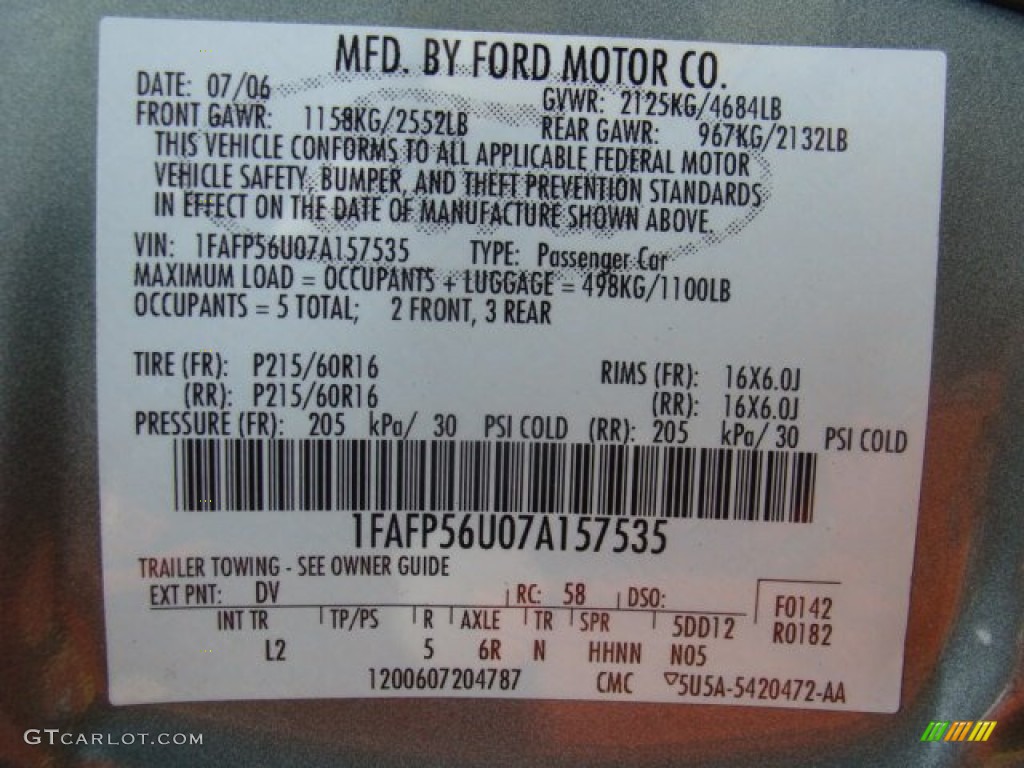 MFD. BY FORD MOTOR CO.
DATE: 07/06 GVWR: 2125KG/4684LB
FRONT GAWR: 1158KG/2552LB REAR GAWR: 967KG/2132LB
THIS VEHICLE CONFORMS TO ALL APPLICABLE FEDERAL MOTOR
VEHICLE SAFETY, BUMPER, AND THEFT PREVENTION STANDARDS
IN EFFECT ON THE DATE OF MANUFACTURE SHOWN ABOVE.
VIN: 1FAFP56U07A157535 TYPE: Passenger Car
MAXIMUM LOAD = OCCUPANTS + LUGGAGE = 498KG/1100LB
OCCUPANTS = 5 TOTAL; 2 FRONT, 3 REAR
TIRE (FR): P215/60R16 RIMS (FR): 16X6.0J
(RR): P215/60R16 (RR): 16X6.0J
PRESSURE (FR): 205 kPa/ 30 PSI COLD (RR): 205 kPa/ 30 PSI COLD
1FAFP56U07A157535
TRAILER TOWING - SEE OWNER GUIDE
EXT PNT: DV RC: 58 DSO: F0142
INT TR TP/PS R AXLE TR SPR 5DD12 R0182
L2 5 6R N HHNN N05
1200607204787 CMC ▽5U5A-5420472-AA
GTCARLOT.COM